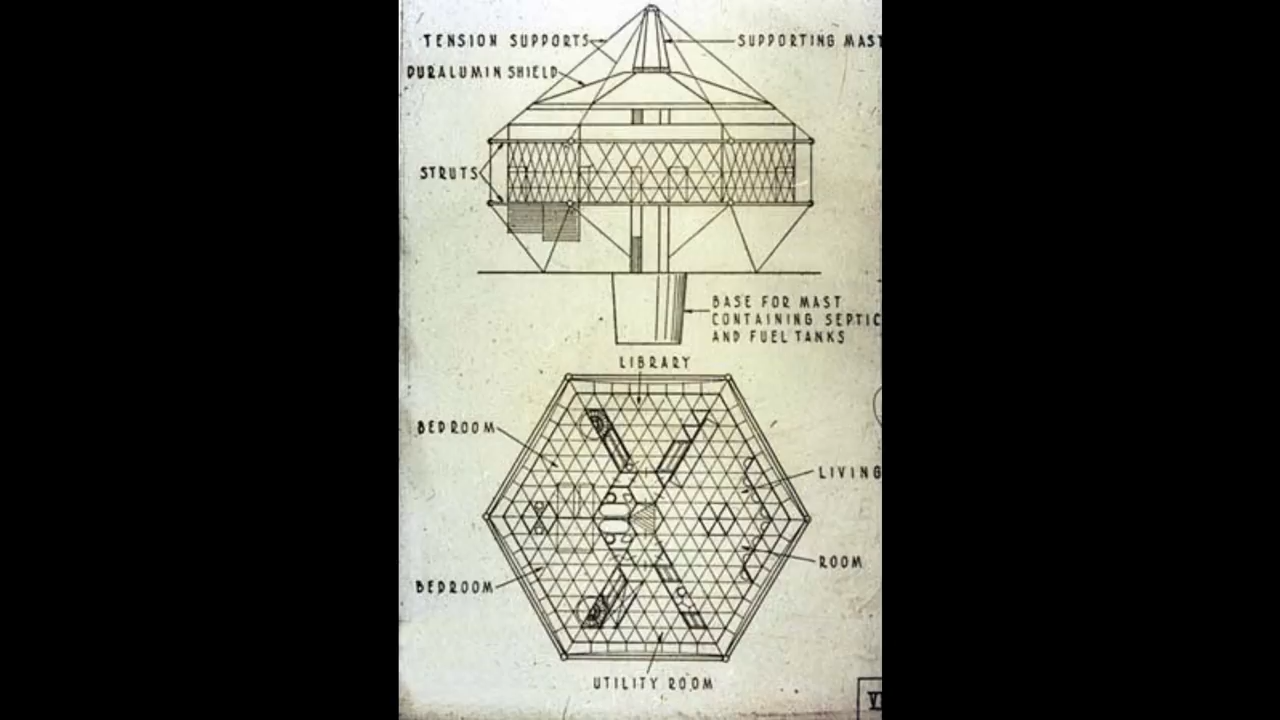 TENSION SUPPORTS
SUPPORTING MAST
DURALUMIN SHIELD
STRUTS
BASE FOR MAST
CONTAINING SEPTIC
AND FUEL TANKS
LIBRARY
BEDROOM
LIVING
ROOM
BEDROOM
UTILITY ROOM